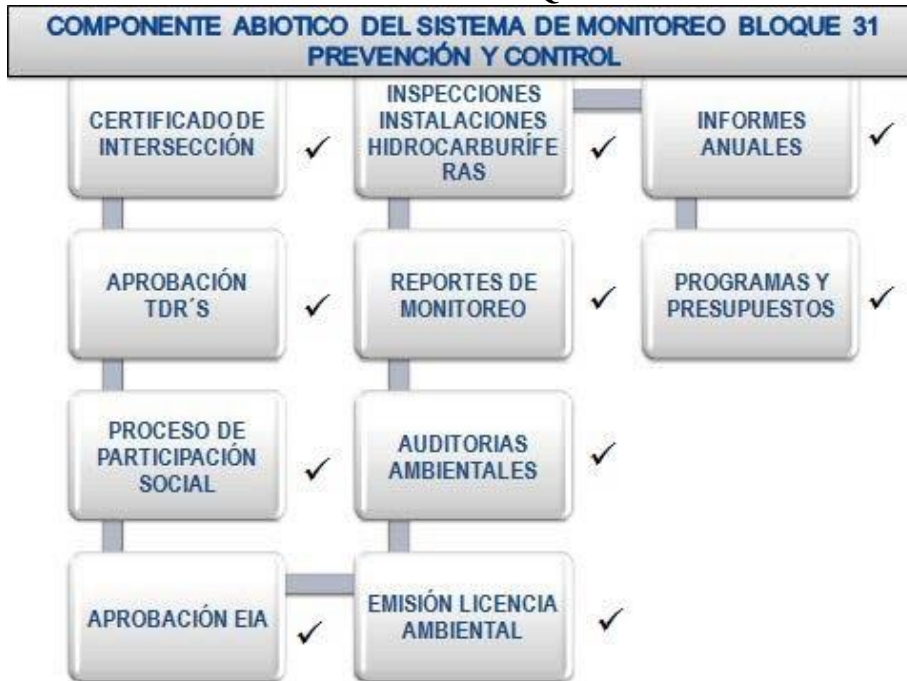 COMPONENTE ABIOTICO DEL SISTEMA DE MONITOREO BLOQUE 31
PREVENCIÓN Y CONTROL
CERTIFICADO DE
INTERSECCIÓN
APROBACIÓN
TDR´S
PROCESO DE
PARTICIPACIÓN
SOCIAL
APROBACIÓN EIA
EMISIÓN LICENCIA
AMBIENTAL
AUDITORIAS
AMBIENTALES
REPORTES DE
MONITOREO
INSPECCIONES
INSTALACIONES
HIDROCARBURÍFE
RAS
INFORMES
ANUALES
PROGRAMAS Y
PRESUPUESTOS